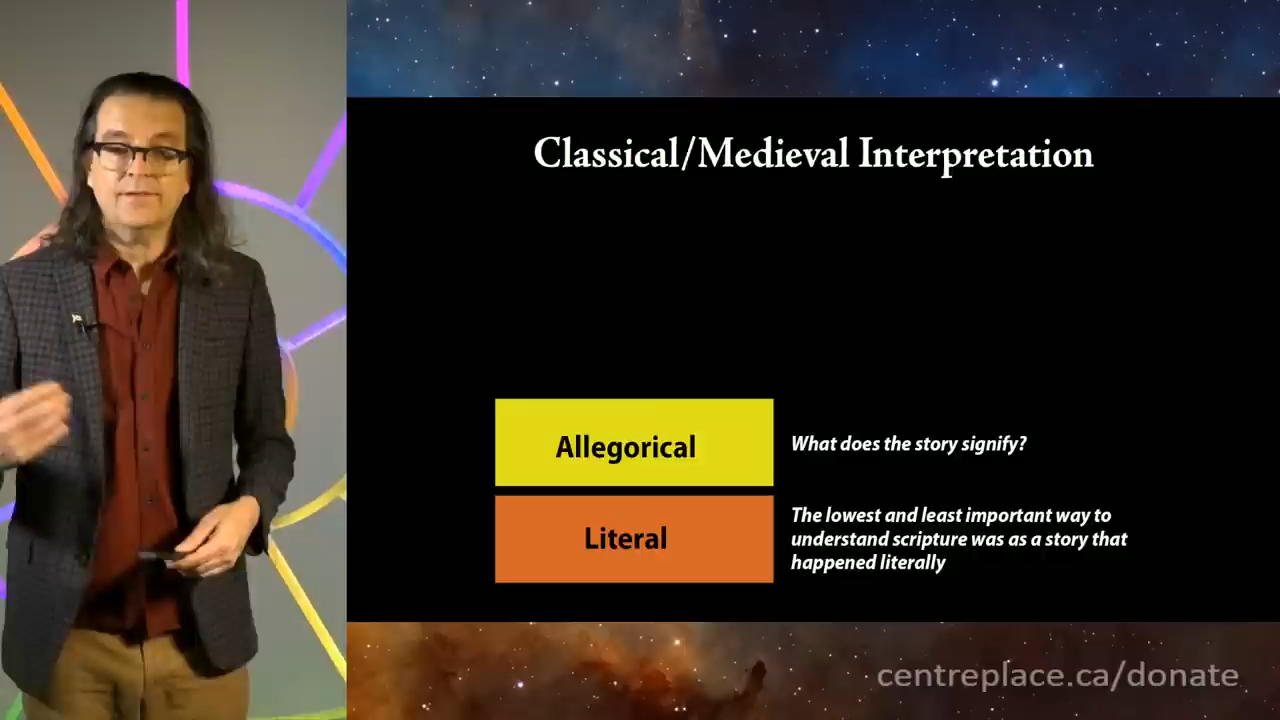 Classical/Medieval Interpretation
Allegorical
What does the story signify?
Literal
The lowest and least important way to
understand scripture was as a story that
happened literally
centreplace.ca/donate